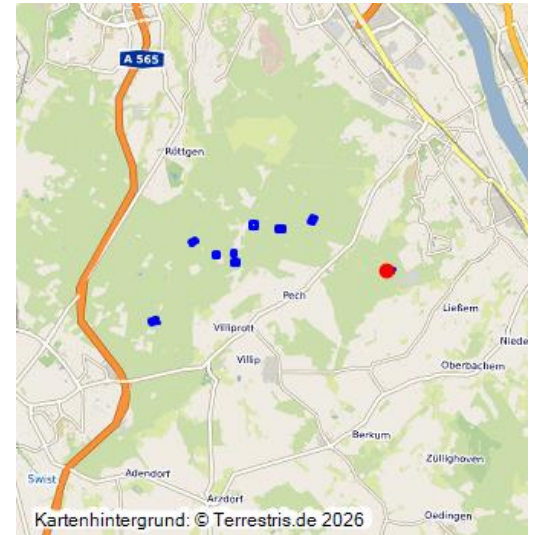 A 565
Röttgen
Pech
Ließem
Niede
Villiprott
Villip
Oberbachem
Berkum
Züllighoven
Swist
Adendorf
Arzdorf
Oedingen
Kartenhintergrund: © Terrestris.de 2026